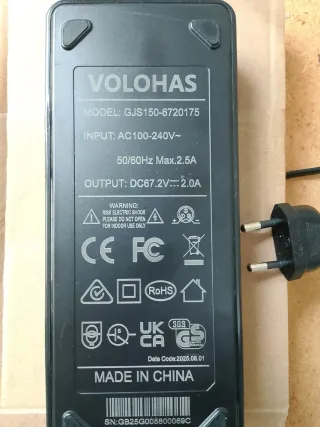 VOLOHAS
MODEL: GJS150-6720175
INPUT: AC100-240V~
50/60Hz Max.2.5A
OUTPUT: DC67.2V⎓2.0A
WARNING:
RISK ELECTRIC SHOCK
PLEASE DO NOT OPEN
FOR INDOOR USE ONLY
CE FC
RoHS
UK
CA
SGS
GS
Date Code:2025.06.01
MADE IN CHINA
SN:GB25G005800069C